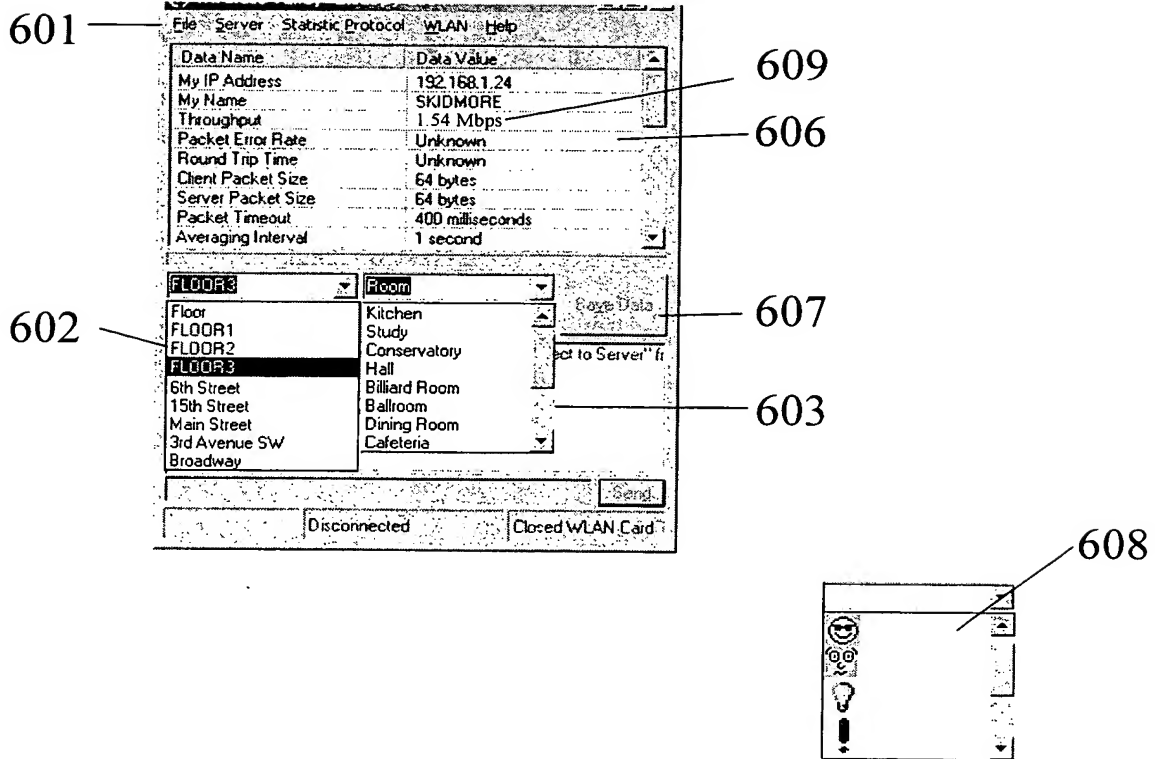 601
File Server Statistic Protocol WLAN Help
Data Name Data Value
My IP Address 192.168.1.24
My Name SKIDMORE
Throughput 1.54 Mbps
Packet Error Rate Unknown
Round Trip Time Unknown
Client Packet Size 64 bytes
Server Packet Size 64 bytes
Packet Timeout 400 milliseconds
Averaging Interval 1 second
609
606
FLOOR3 Room
Save Data
607
602
Floor
FLOOR1
FLOOR2
FLOOR3
6th Street
15th Street
Main Street
3rd Avenue SW
Broadway
Kitchen
Study
Conservatory
Hall
Billiard Room
Ballroom
Dining Room
Cafeteria
ect to Server" fr
603
Send
Disconnected Closed WLAN Card
608